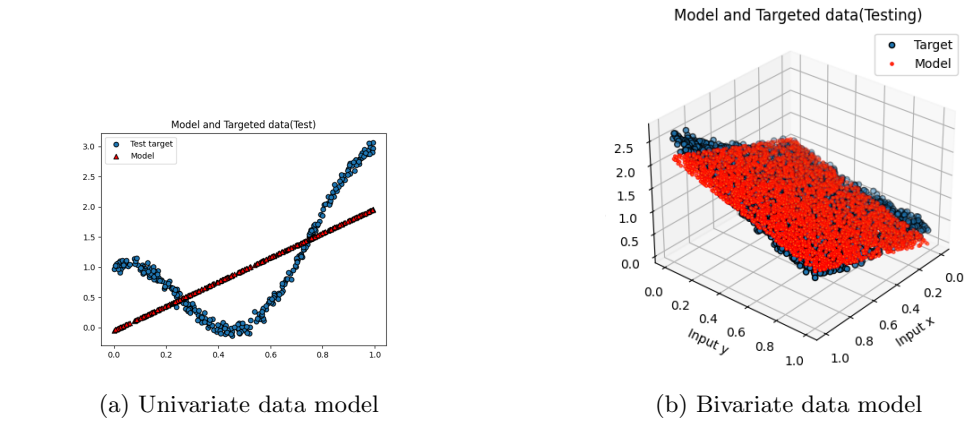 Model and Targeted data(Test)
Test target
Model
3.0
2.5
2.0
1.5
1.0
0.5
0.0
0.0 0.2 0.4 0.6 0.8 1.0
(a) Univariate data model
Model and Targeted data(Testing)
Target
Model
2.5
2.0
1.5
1.0
0.5
0.0
0.0 0.2 0.4 0.6 0.8 1.0
Input y
0.0 0.2 0.4 0.6 0.8 1.0
Input x
(b) Bivariate data model